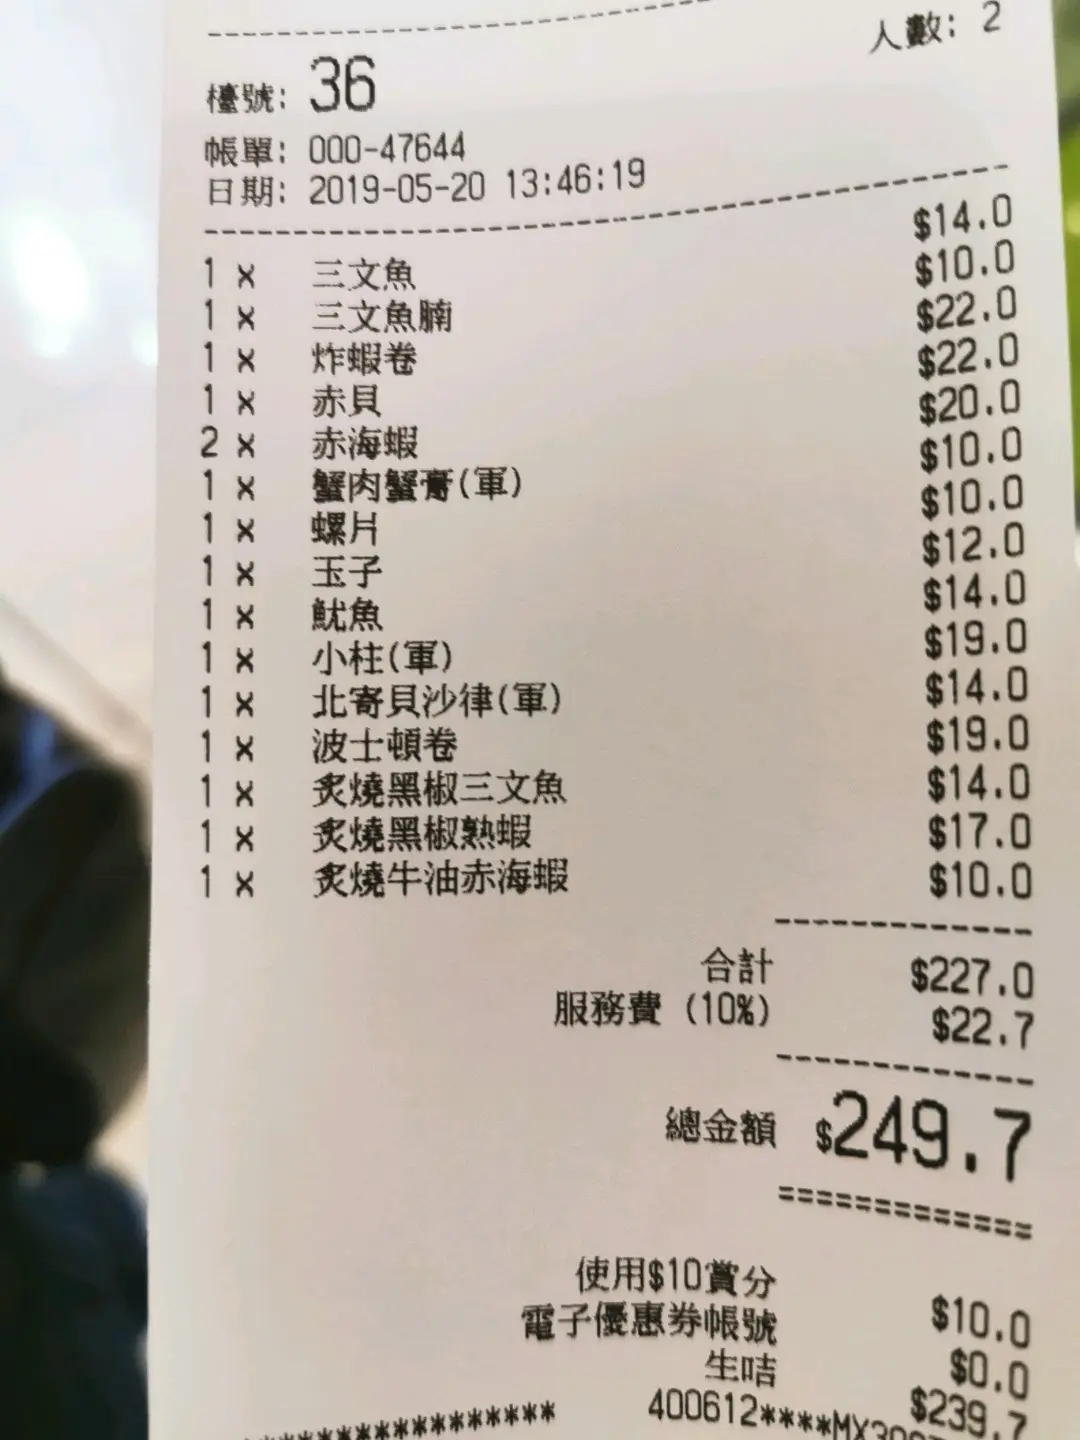 人數: 2
檯號: 36
帳單: 000-47644
日期: 2019-05-20 13:46:19
1 x 三文魚 $14.0
1 x 三文魚腩 $10.0
1 x 炸蝦卷 $22.0
1 x 赤貝 $22.0
2 x 赤海蝦 $20.0
1 x 蟹肉蟹膏(軍) $10.0
1 x 螺片 $10.0
1 x 玉子 $12.0
1 x 魷魚 $14.0
1 x 小柱(軍) $19.0
1 x 北寄貝沙律(軍) $14.0
1 x 波士頓卷 $19.0
1 x 炙燒黑椒三文魚 $14.0
1 x 炙燒黑椒熟蝦 $17.0
1 x 炙燒牛油赤海蝦 $10.0
合計 $227.0
服務費 (10%) $22.7
總金額 $249.7
使用$10賞分 $10.0
電子優惠券帳號 $0.0
生咭 $239.7
400612****MX